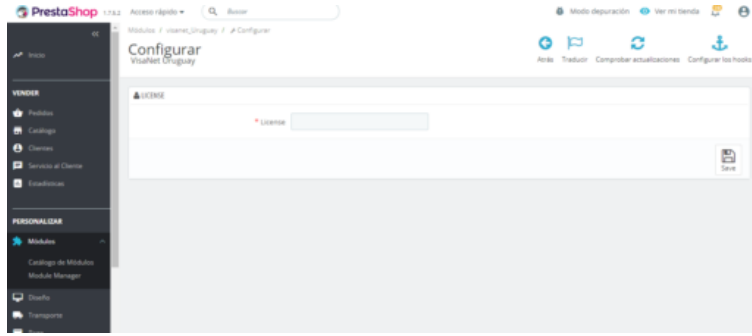 PrestaShop 1.7.5.2 Acceso rápido Buscar Modo depuración Ver mi tienda
Módulos / visanet_Uruguay / Configurar
Configurar
VisaNet Uruguay
Atrás Traducir Comprobar actualizaciones Configurar los hooks
Inicio
VENDER
Pedidos
Catálogo
Clientes
Servicio al Cliente
Estadísticas
PERSONALIZAR
Módulos
Catálogo de Módulos
Module Manager
Diseño
Transporte
Pago
LICENSE
* License
Save